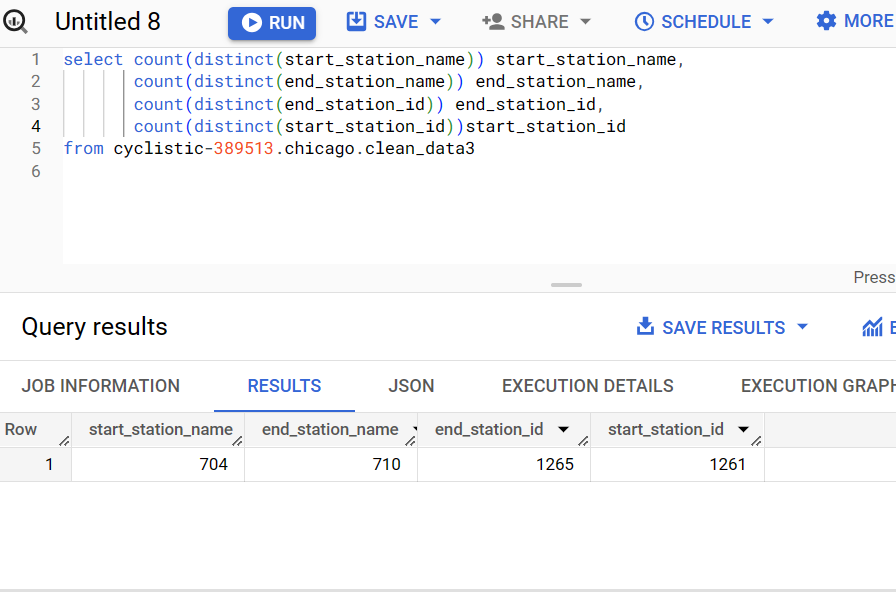 Untitled 8 RUN SAVE SHARE SCHEDULE MORE
1 select count(distinct(start_station_name)) start_station_name,
2 count(distinct(end_station_name)) end_station_name,
3 count(distinct(end_station_id)) end_station_id,
4 count(distinct(start_station_id))start_station_id
5 from cyclistic-389513.chicago.clean_data3
6
Press
Query results SAVE RESULTS E
JOB INFORMATION RESULTS JSON EXECUTION DETAILS EXECUTION GRAPH
Row start_station_name end_station_name end_station_id start_station_id
1 704 710 1265 1261